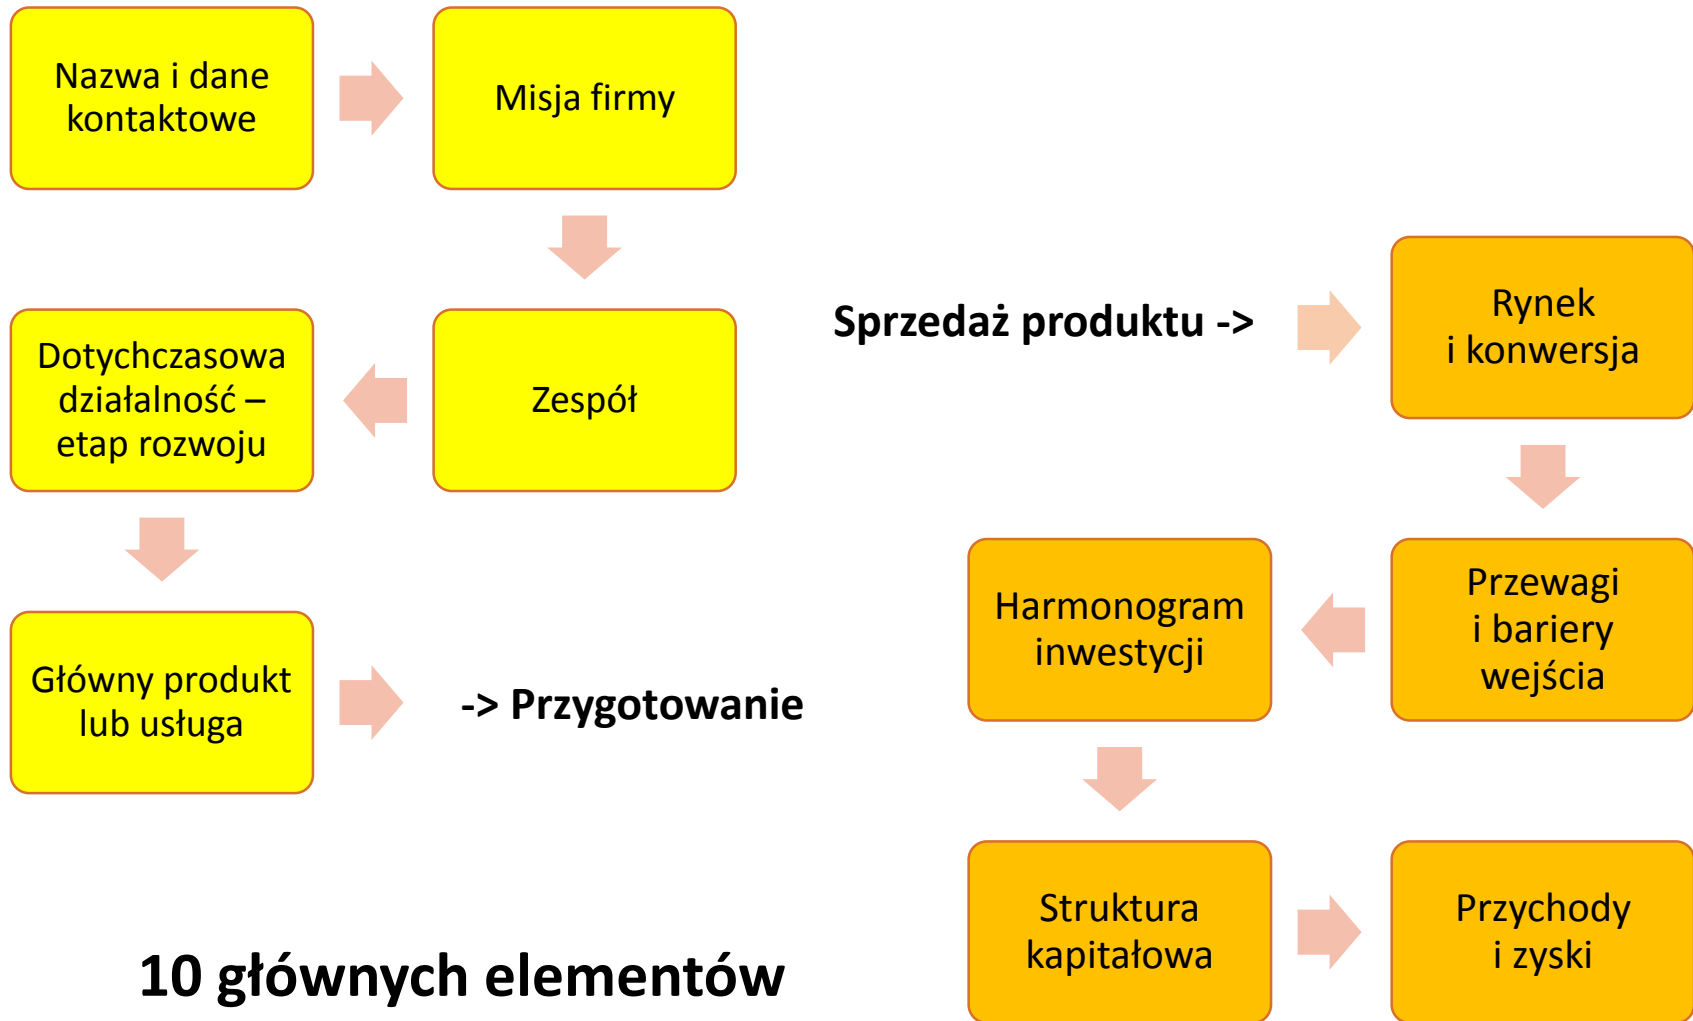 Nazwa i dane
kontaktowe
Misja firmy
Zespół
Dotychczasowa
działalność –
etap rozwoju
Główny produkt
lub usługa
-> Przygotowanie
Sprzedaż produktu ->
Rynek
i konwersja
Przewagi
i bariery
wejścia
Harmonogram
inwestycji
Struktura
kapitałowa
Przychody
i zyski
10 głównych elementów